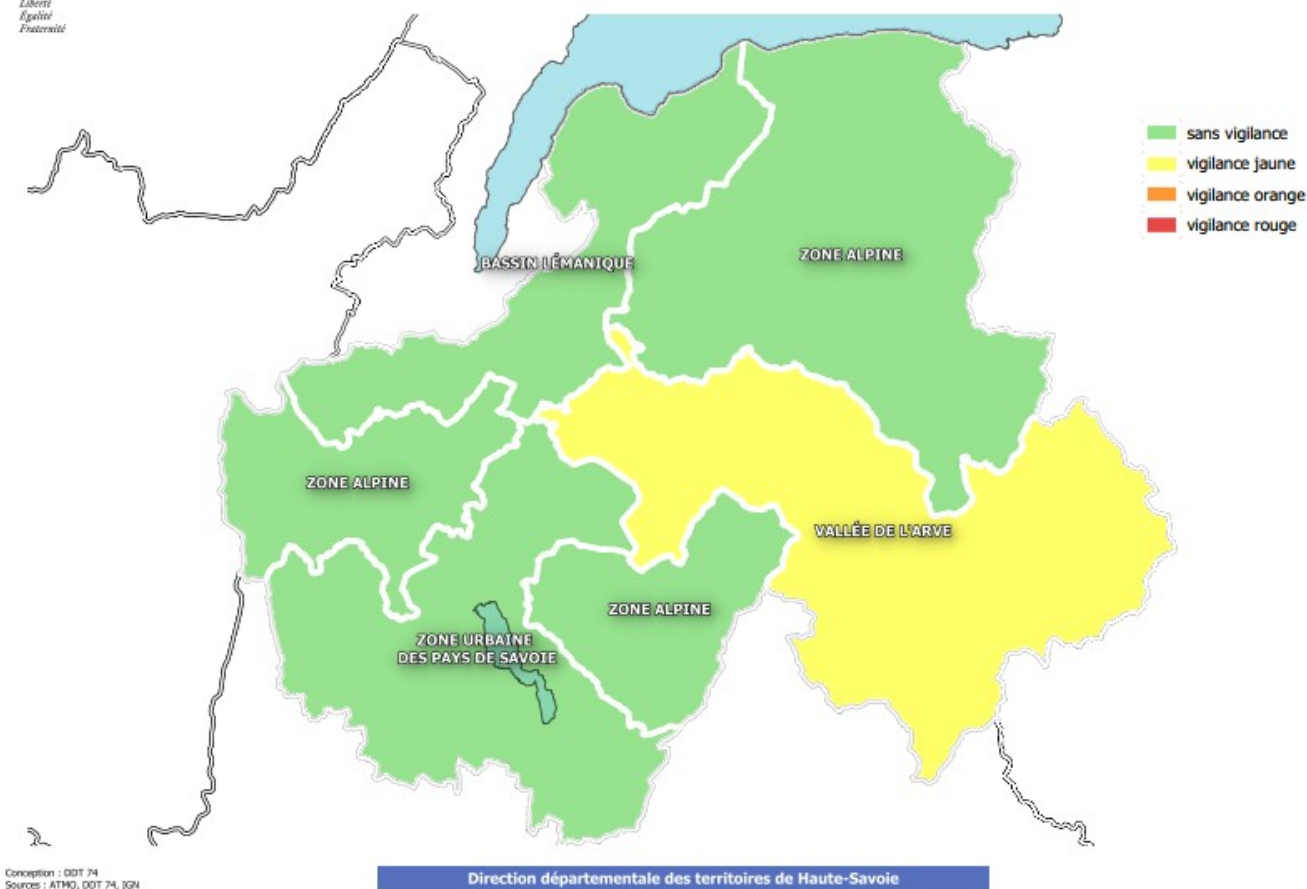 Liberté
Égalité
Fraternité
sans vigilance
vigilance jaune
vigilance orange
vigilance rouge
BASSIN LÉMANIQUE
ZONE ALPINE
ZONE ALPINE
VALLÉE DE L'ARVE
ZONE ALPINE
ZONE URBAINE
DES PAYS DE SAVOIE
Conception : DDT 74
Sources : ATMO, DDT 74, IGN
Direction départementale des territoires de Haute-Savoie